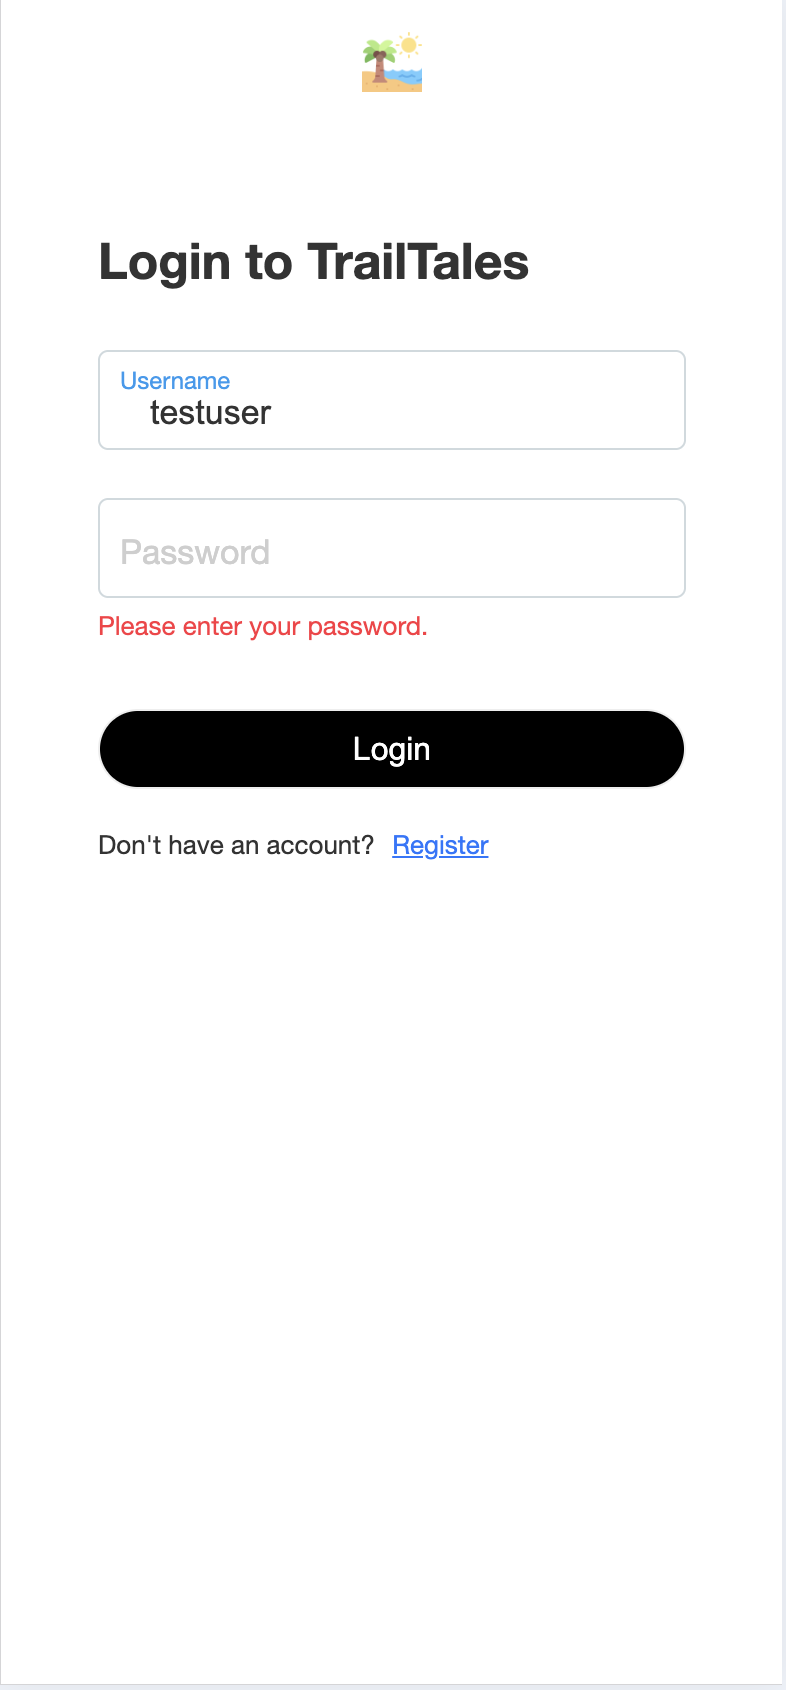 Login to TrailTales
Username
testuser
Password
Please enter your password.
Login
Don't have an account? Register